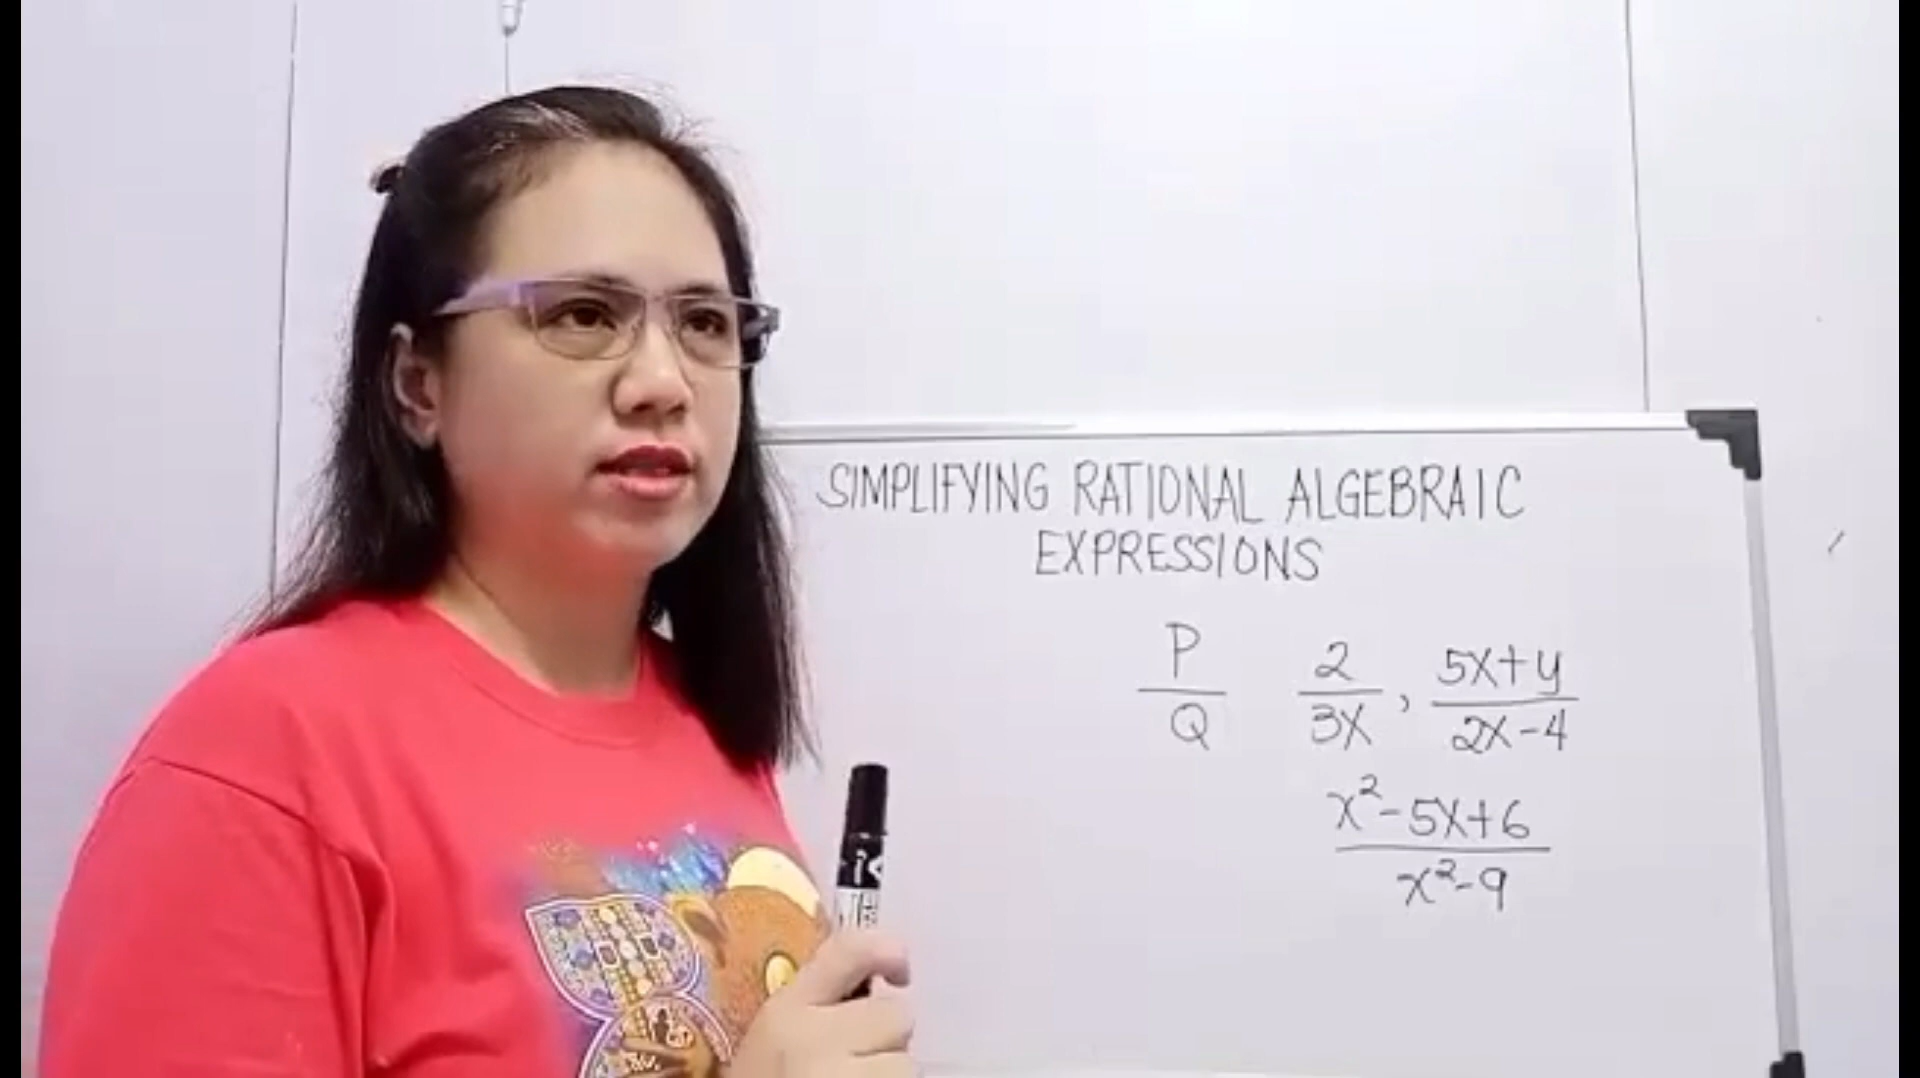 SIMPLIFYING RATIONAL ALGEBRAIC
EXPRESSIONS
P 2 5x+y
Q 3x , 2x-4
x²-5x+6
x²-9